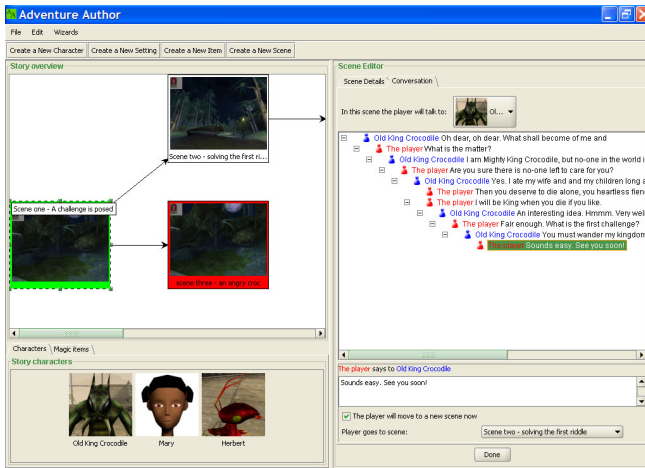 Adventure Author
File Edit Wizards
Create a New Character Create a New Setting Create a New Item Create a New Scene
Story overview
Scene two - solving the first ri...
Scene one - A challenge is posed
scene three - an angry croc
Characters Magic items
Story characters
Old King Crocodile Mary Herbert
Scene Editor
Scene Details Conversation
In this scene the player will talk to: Ol...
Old King Crocodile Oh dear, oh dear. What shall become of me and
The player What is the matter?
Old King Crocodile I am Mighty King Crocodile, but no-one in the world i
The player Are you sure there is no-one left to care for you?
Old King Crocodile Yes. I ate my wife and and my children long a
The player Then you deserve to die alone, you heartless fien
The player I will be King when you die if you like.
Old King Crocodile An interesting idea. Hmmm. Very wel
The player Fair enough. What is the first challenge?
Old King Crocodile You must wander my kingdom
The player Sounds easy. See you soon!
The player says to Old King Crocodile
Sounds easy. See you soon!
The player will move to a new scene now
Player goes to scene: Scene two - solving the first riddle
Done